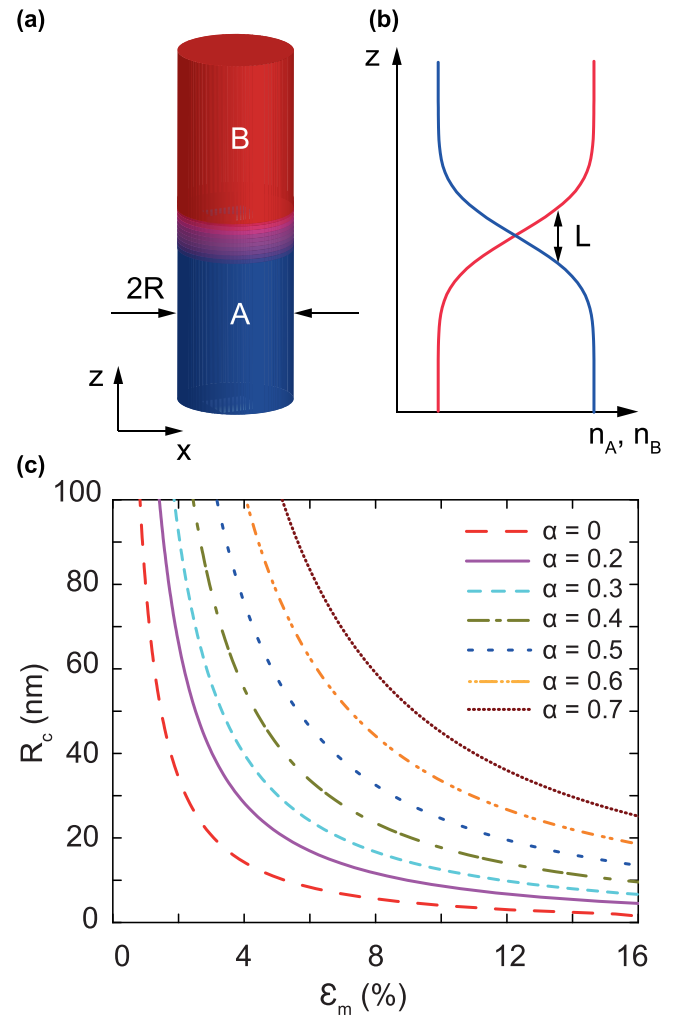 (a)
B
2R
A
z
x
(b)
z
L
n_A, n_B
(c)
100
80
60
40
20
0
R_c (nm)
0 4 8 12 16
ε_m (%)
α = 0
α = 0.2
α = 0.3
α = 0.4
α = 0.5
α = 0.6
α = 0.7